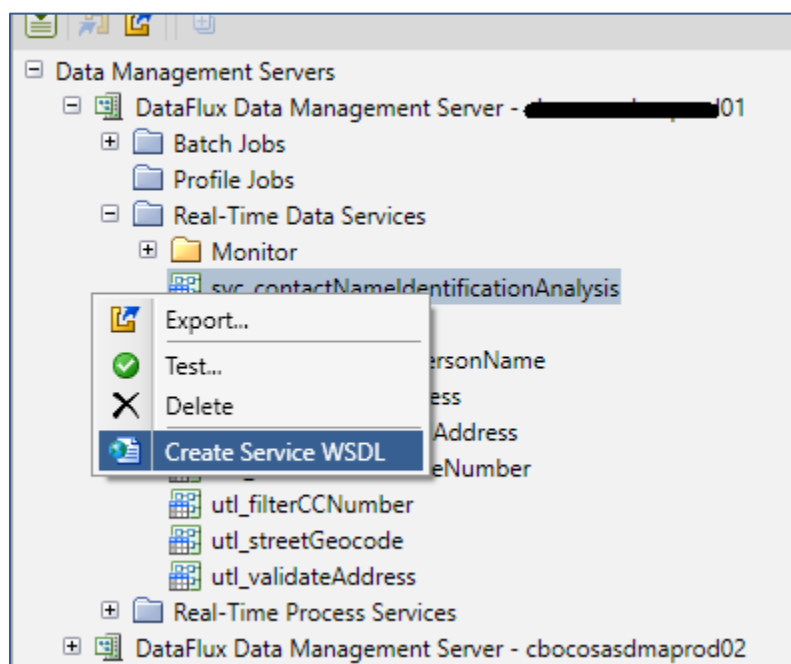 Data Management Servers
DataFlux Data Management Server - 01
Batch Jobs
Profile Jobs
Real-Time Data Services
Monitor
svc_contactNameIdentificationAnalysis
Export...
Test...
ersonName
Delete
ess
Address
Create Service WSDL
eNumber
utl_filterCCNumber
utl_streetGeocode
utl_validateAddress
Real-Time Process Services
DataFlux Data Management Server - cbocosasdmaprod02